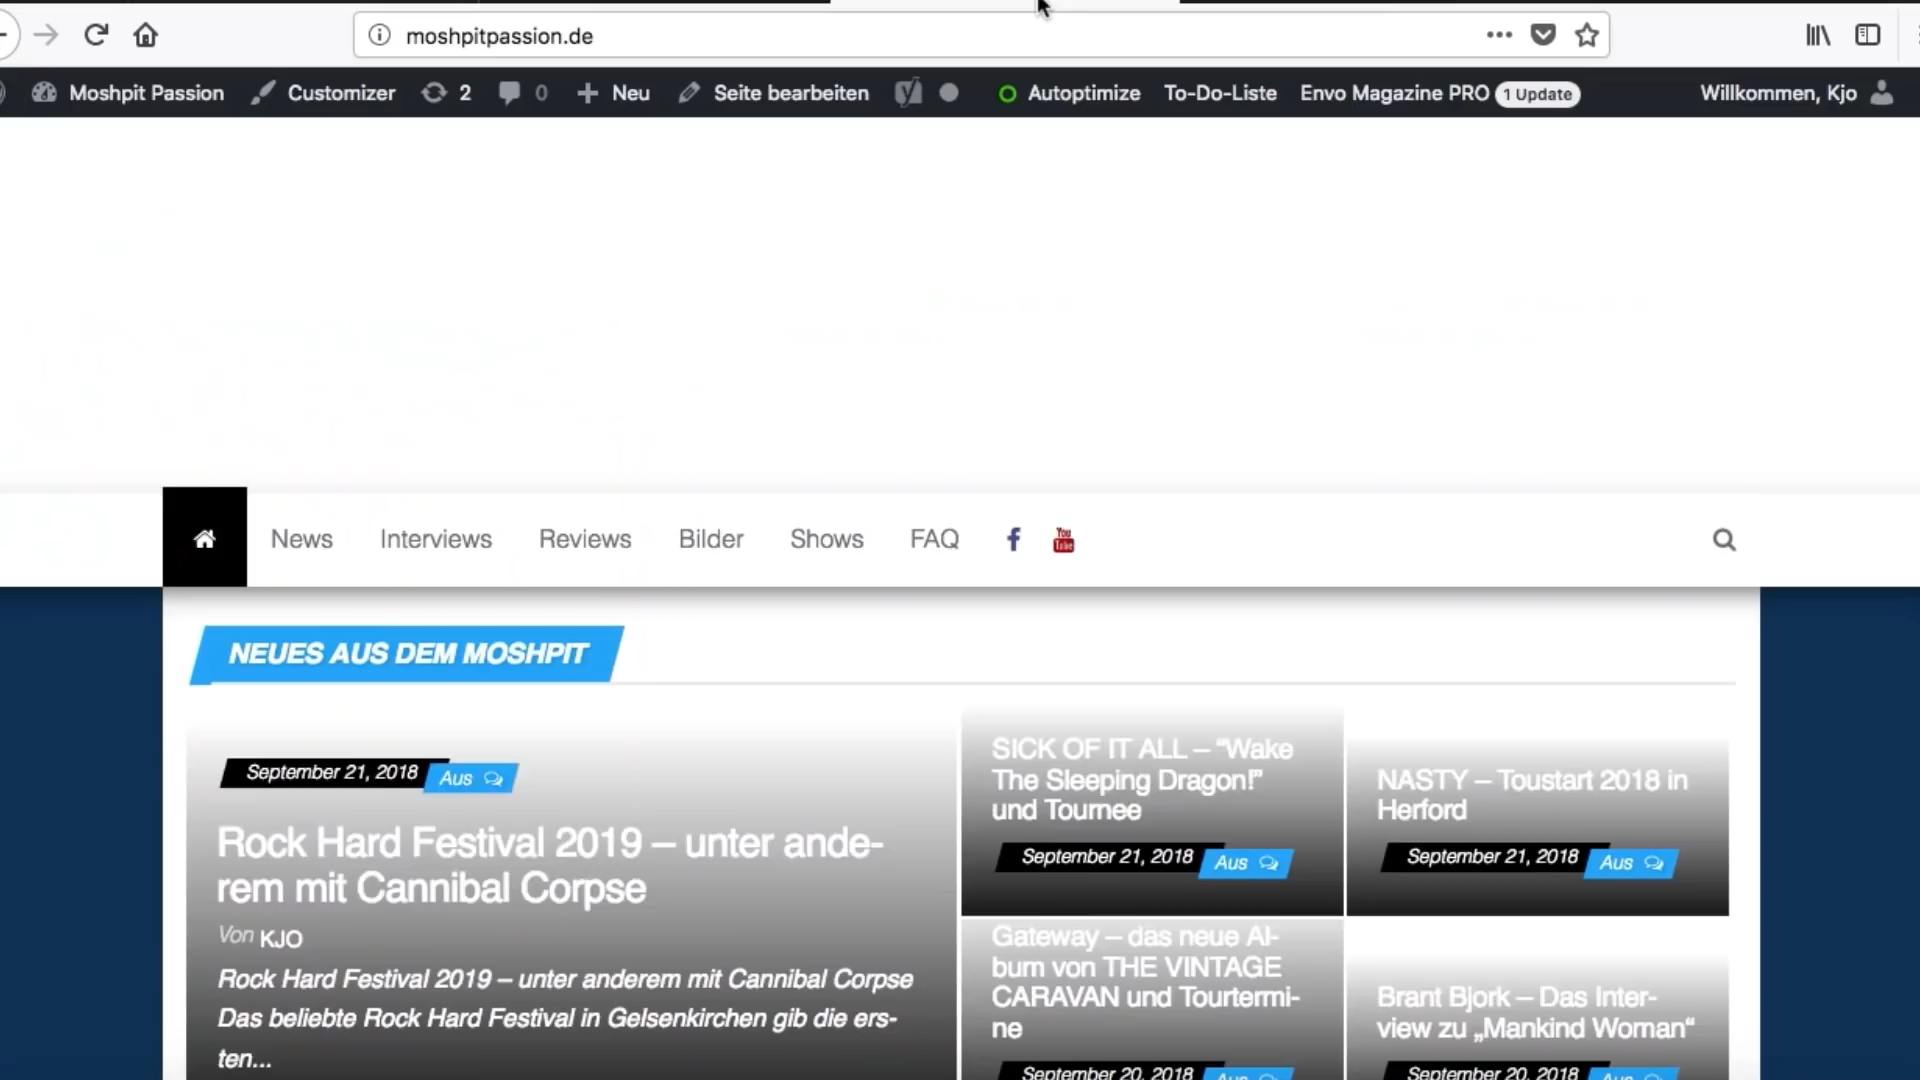 moshpitpassion.de
Moshpit Passion Customizer 2 0 Neu Seite bearbeiten Autoptimize To-Do-Liste Envo Magazine PRO 1 Update Willkommen, Kjo
News Interviews Reviews Bilder Shows FAQ You Tube
NEUES AUS DEM MOSHPIT
September 21, 2018 Aus
Rock Hard Festival 2019 – unter ande-
rem mit Cannibal Corpse
Von KJO
Rock Hard Festival 2019 – unter anderem mit Cannibal Corpse
Das beliebte Rock Hard Festival in Gelsenkirchen gib die ers-
ten...
SICK OF IT ALL – “Wake
The Sleeping Dragon!”
und Tournee
September 21, 2018 Aus
NASTY – Toustart 2018 in
Herford
September 21, 2018 Aus
Gateway – das neue Al-
bum von THE VINTAGE
CARAVAN und Tourtermi-
ne
September 20, 2018 Aus
Brant Bjork – Das Inter-
view zu „Mankind Woman“
September 20, 2018 Aus